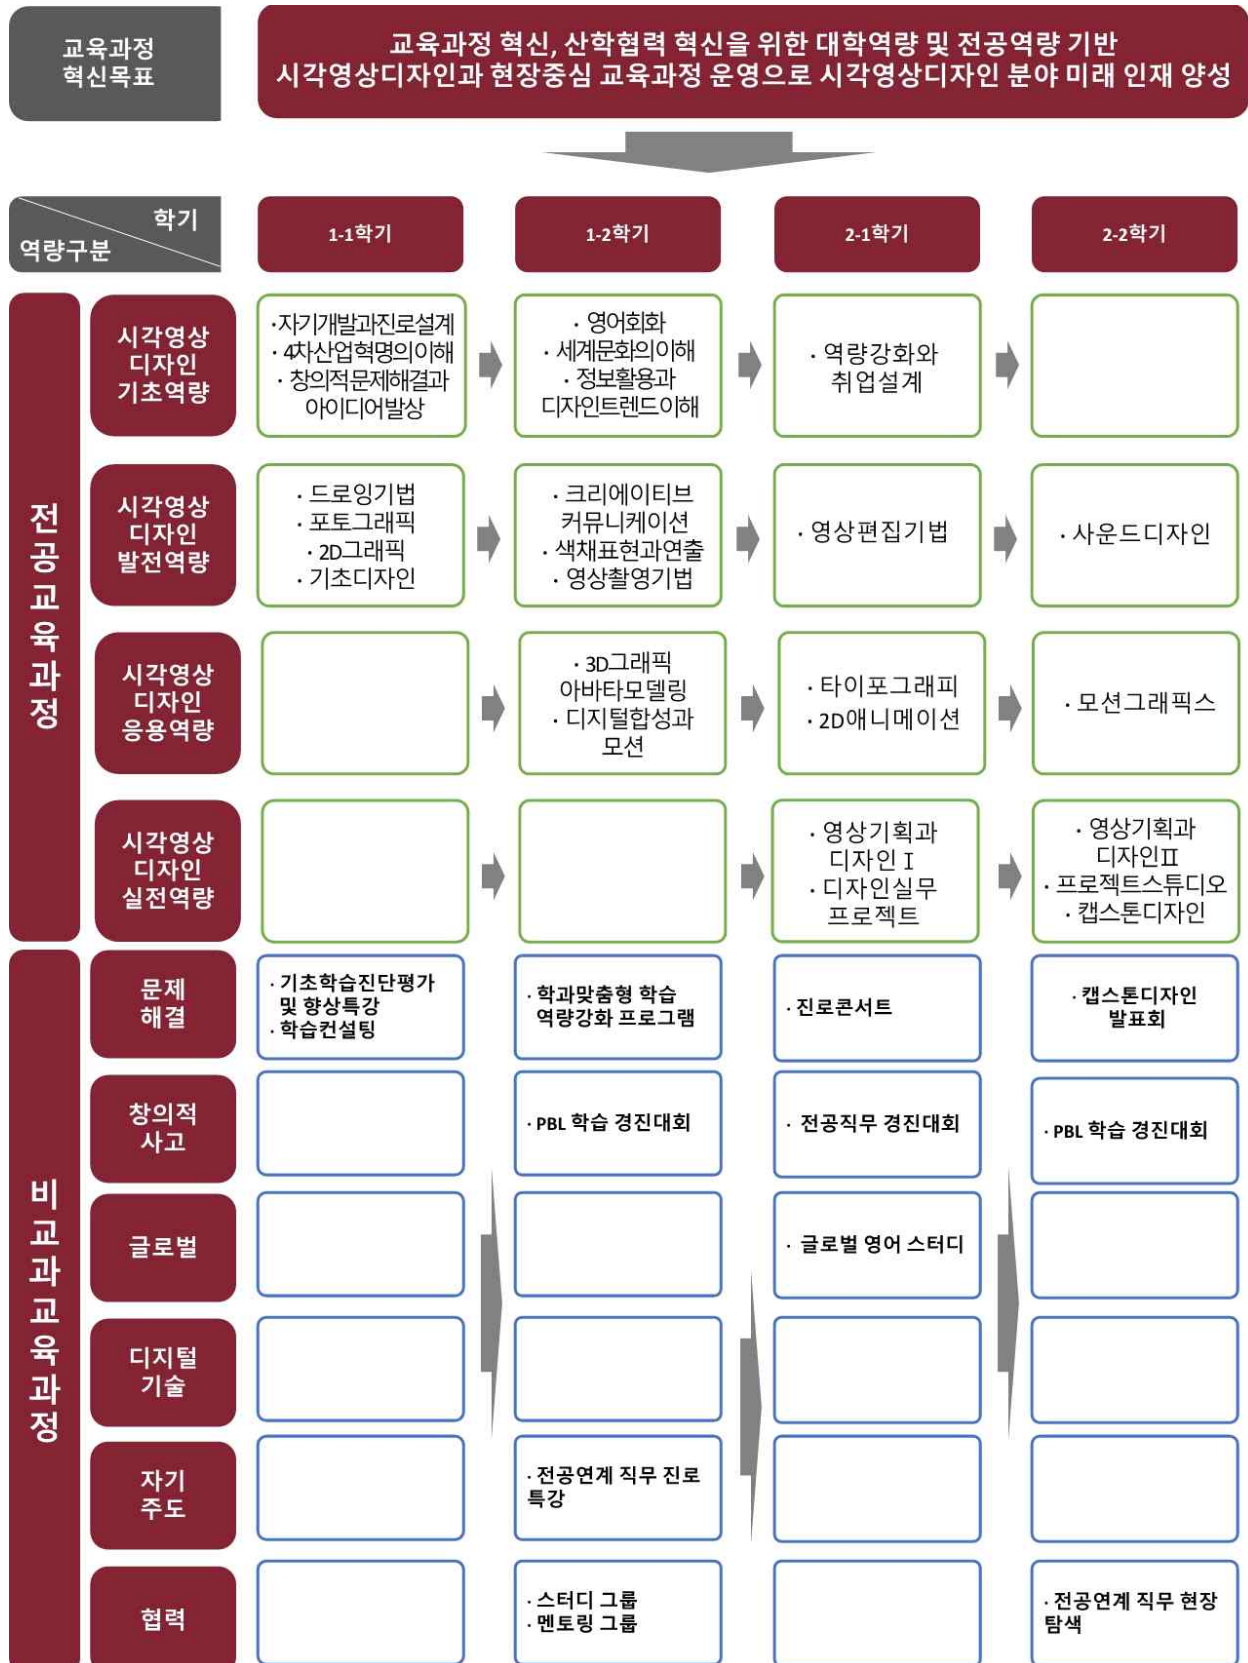 교육과정
혁신목표
교육과정 혁신, 산학협력 혁신을 위한 대학역량 및 전공역량 기반
시각영상디자인과 현장중심 교육과정 운영으로 시각영상디자인 분야 미래 인재 양성
학기
역량구분
1-1학기
1-2학기
2-1학기
2-2학기
전공교육과정
시각영상
디자인
기초역량
·자기개발과진로설계
· 4차산업혁명의이해
· 창의적문제해결과
아이디어발상
· 영어회화
· 세계문화의이해
· 정보활용과
디자인트렌드이해
· 역량강화와
취업설계
시각영상
디자인
발전역량
· 드로잉기법
· 포토그래픽
· 2D그래픽
· 기초디자인
· 크리에이티브
커뮤니케이션
· 색채표현과연출
· 영상촬영기법
· 영상편집기법
· 사운드디자인
시각영상
디자인
응용역량
· 3D그래픽
아바타모델링
· 디지털합성과
모션
· 타이포그래피
· 2D애니메이션
· 모션그래픽스
시각영상
디자인
실전역량
· 영상기획과
디자인Ⅰ
· 디자인실무
프로젝트
· 영상기획과
디자인Ⅱ
· 프로젝트스튜디오
· 캡스톤디자인
비교과교육과정
문제
해결
· 기초학습진단평가
및 향상특강
· 학습컨설팅
· 학과맞춤형 학습
역량강화 프로그램
· 진로콘서트
· 캡스톤디자인
발표회
창의적
사고
· PBL 학습 경진대회
· 전공직무 경진대회
· PBL 학습 경진대회
글로벌
· 글로벌 영어 스터디
디지털
기술
자기
주도
· 전공연계 직무 진로
특강
협력
· 스터디 그룹
· 멘토링 그룹
· 전공연계 직무 현장
탐색